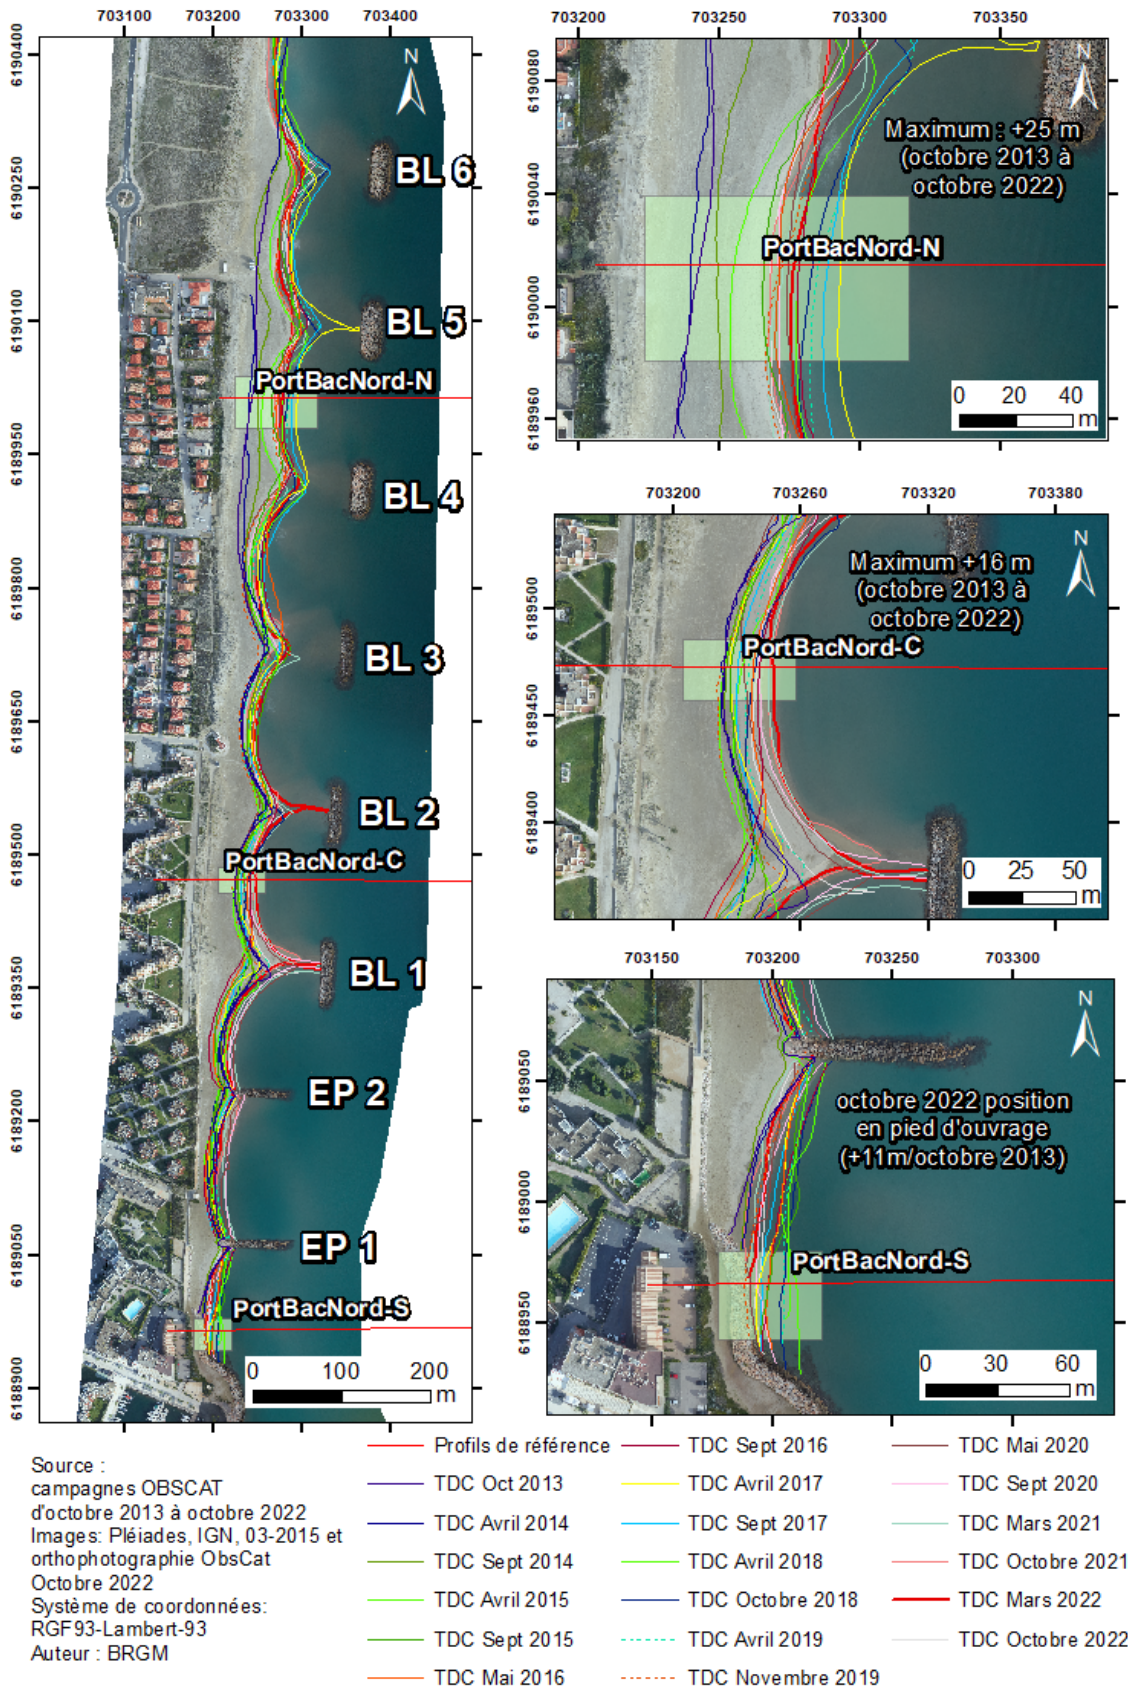 703100 703200 703300 703400
6190400
6190250
6190100
6189950
6189800
6189650
6189500
6189350
6189200
6189050
6188900
N
BL 6
BL 5
PortBacNord-N
BL 4
BL 3
BL 2
PortBacNord-C
BL 1
EP 2
EP 1
PortBacNord-S
0 100 200
m
703200 703250 703300 703350
6190080
6190040
6190000
6189960
N
Maximum : +25 m
(octobre 2013 à
octobre 2022)
PortBacNord-N
0 20 40
m
703200 703260 703320 703380
6189500
6189450
6189400
N
Maximum +16 m
(octobre 2013 à
octobre 2022)
PortBacNord-C
0 25 50
m
703150 703200 703250 703300
6189050
6189000
6188950
N
octobre 2022 position
en pied d'ouvrage
(+11m/octobre 2013)
PortBacNord-S
0 30 60
m
Source :
campagnes OBSCAT
d'octobre 2013 à octobre 2022
Images: Pléiades, IGN, 03-2015 et
orthophotographie ObsCat
Octobre 2022
Système de coordonnées:
RGF93-Lambert-93
Auteur : BRGM
Profils de référence
TDC Oct 2013
TDC Avril 2014
TDC Sept 2014
TDC Avril 2015
TDC Sept 2015
TDC Mai 2016
TDC Sept 2016
TDC Avril 2017
TDC Sept 2017
TDC Avril 2018
TDC Octobre 2018
TDC Avril 2019
TDC Novembre 2019
TDC Mai 2020
TDC Sept 2020
TDC Mars 2021
TDC Octobre 2021
TDC Mars 2022
TDC Octobre 2022